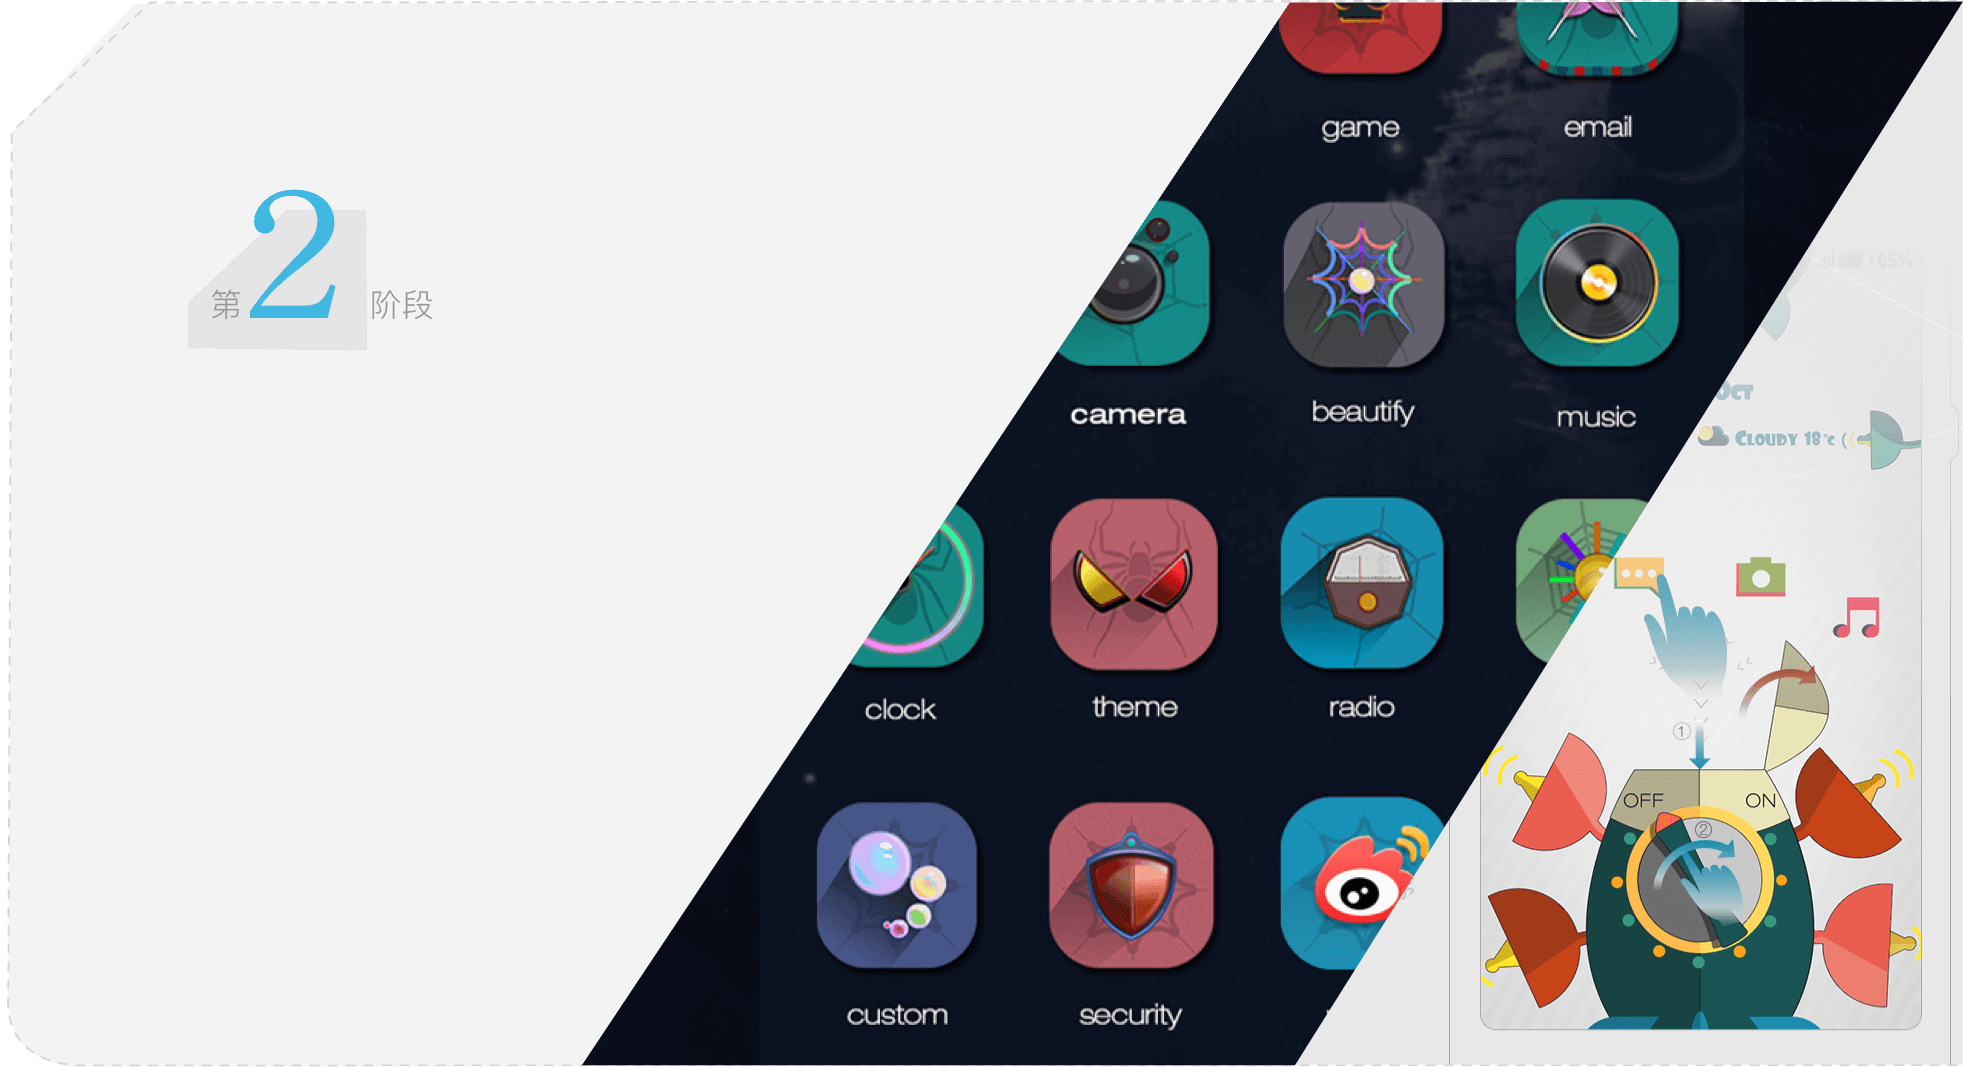 第2阶段
game
email
camera
beautify
music
clock
theme
radio
custom
security
65%
Oct
Cloudy 18℃ (
①
OFF
ON
②